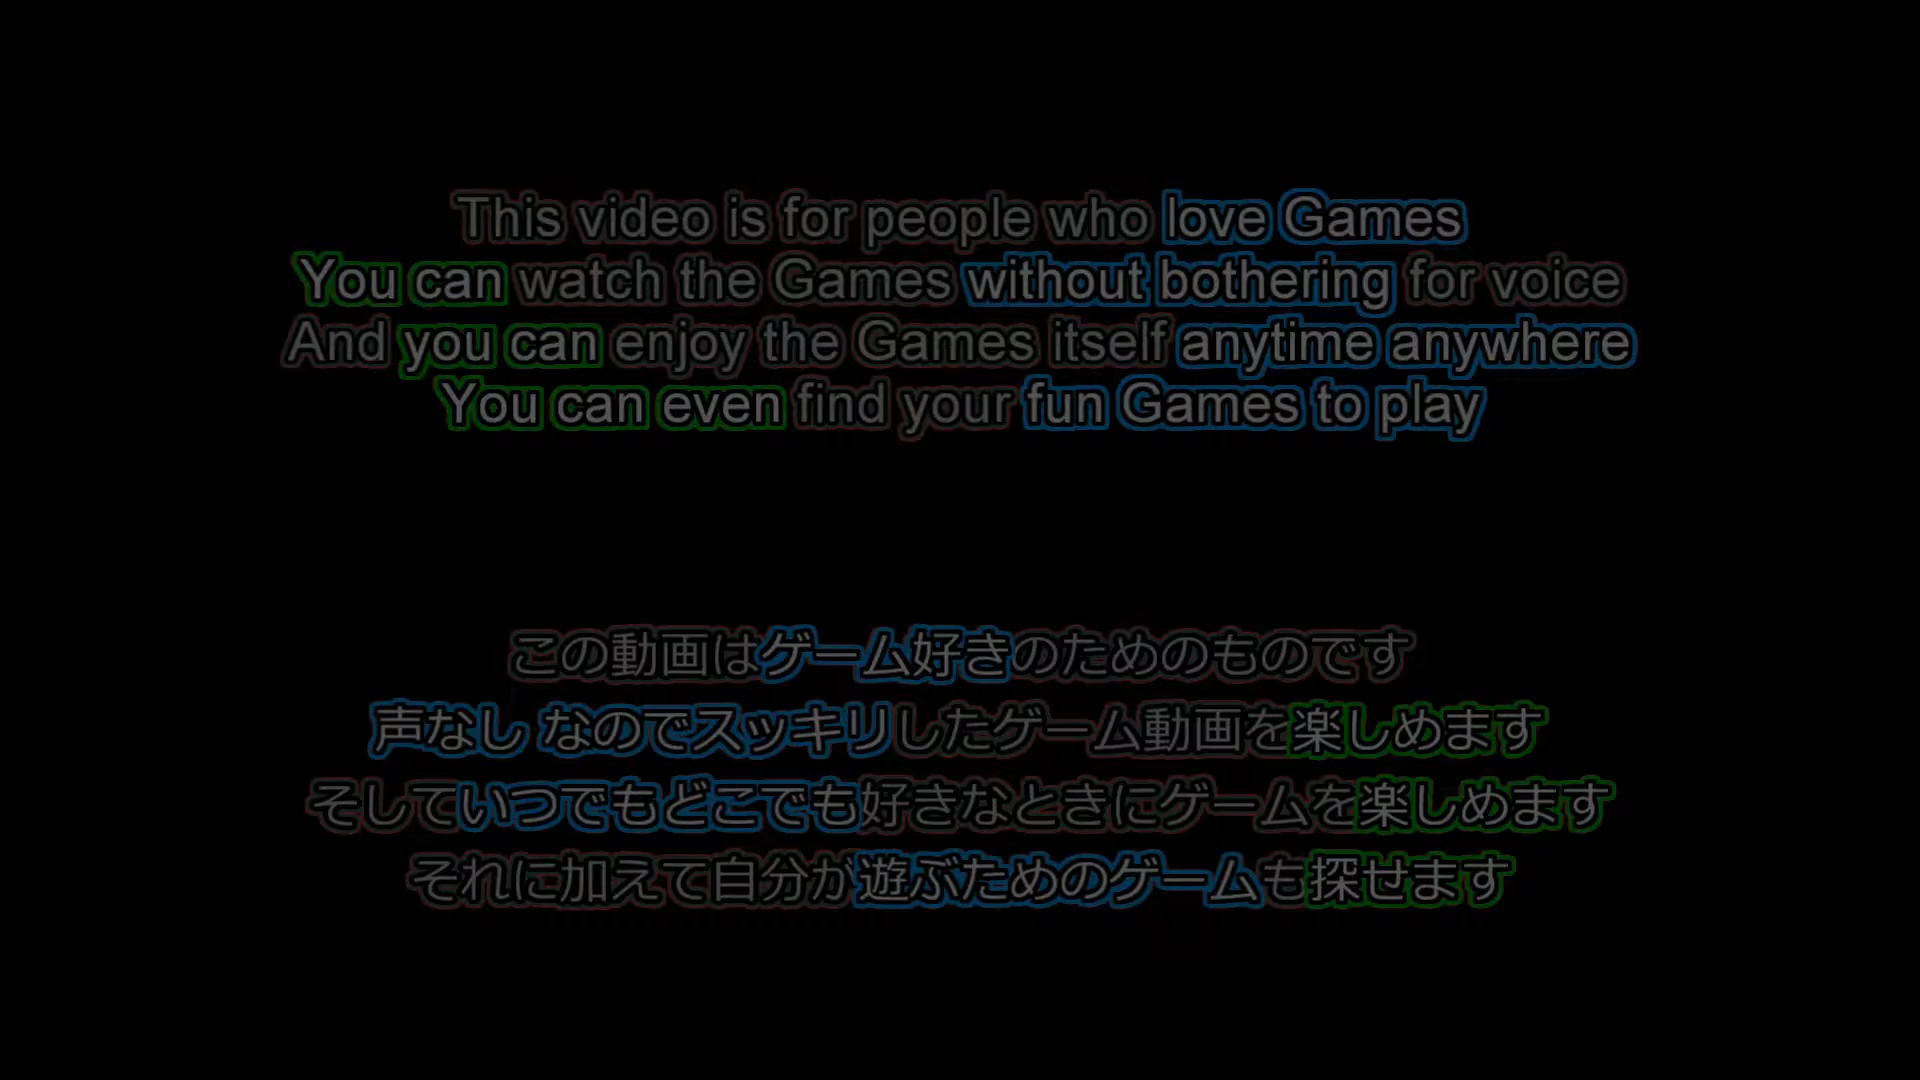 This video is for people who love Games
You can watch the Games without bothering for voice
And you can enjoy the Games itself anytime anywhere
You can even find your fun Games to play
この動画はゲーム好きのためのものです
声なし なのでスッキリしたゲーム動画を楽しめます
そしていつでもどこでも好きなときにゲームを楽しめます
それに加えて自分が遊ぶためのゲームも探せます